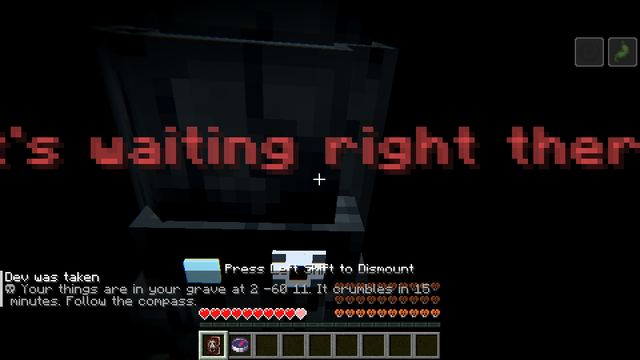 's waiting right ther
Press Left Shift to Dismount
Dev was taken
☠ Your things are in your grave at 2 -60 11. It crumbles in 15
minutes. Follow the compass.